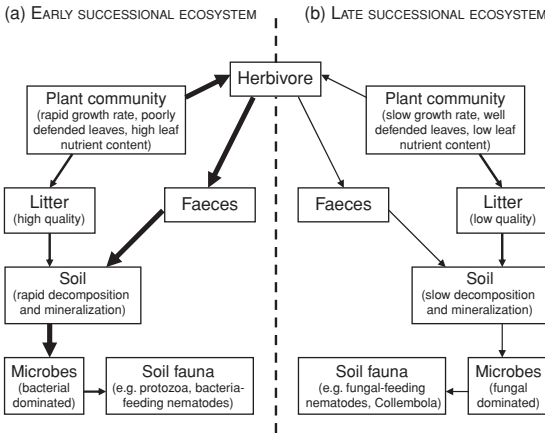 (a) EARLY SUCCESSIONAL ECOSYSTEM
(b) LATE SUCCESSIONAL ECOSYSTEM
Herbivore
Plant community
(rapid growth rate, poorly
defended leaves, high leaf
nutrient content)
Plant community
(slow growth rate, well
defended leaves, low leaf
nutrient content)
Litter
(high quality)
Faeces
Faeces
Litter
(low quality)
Soil
(rapid decomposition
and mineralization)
Soil
(slow decomposition
and mineralization)
Microbes
(bacterial
dominated)
Soil fauna
(e.g. protozoa, bacteria-
feeding nematodes)
Soil fauna
(e.g. fungal-feeding
nematodes, Collembola)
Microbes
(fungal
dominated)